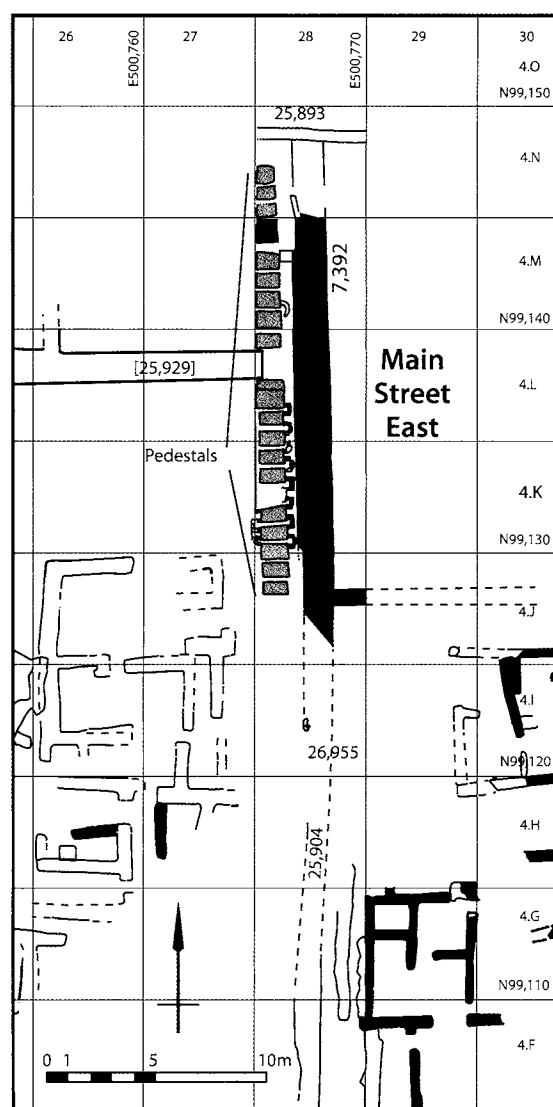 26 E500,760 27 28 E500,770 29 30
4.O
N99,150
25,893
4.N
4.M
7,392
N99,140
[25,929]
Main
Street
East
4.L
Pedestals
4.K
N99,130
4.J
4.I
26,955
N99,120
25,904
4.H
4.G
N99,110
4.F
0 1 5 10m